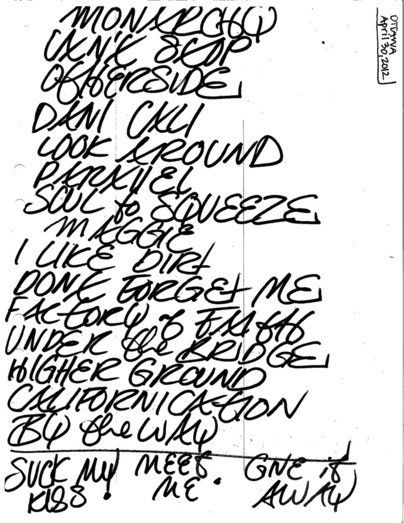 OTTAWA
April 30, 2012
MONARCHY
CAN'T STOP
OTHERSIDE
DANI CALI
LOOK AROUND
PARALLEL
SOUL to SQUEEZE
MAGGIE
I LIKE DIRt
DONt FORGEt ME
FACTORY of FAItH
UNDER the BRIDGE
HIGHER GROUND
CALIFORNICAtION
BY the WAY
SUCK MY MEET GIVE it
KISS. ME. AWAY